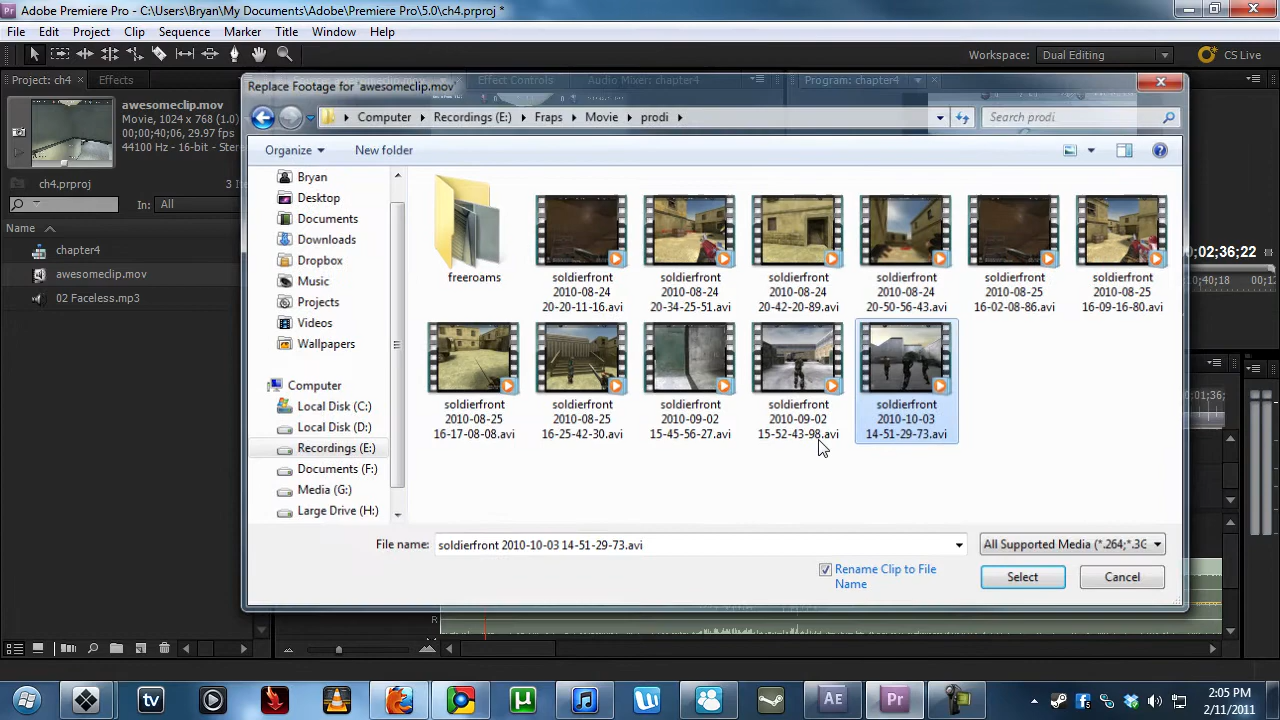 Adobe Premiere Pro - C:\Users\Bryan\My Documents\Adobe\Premiere Pro\5.0\ch4.prproj *
File Edit Project Clip Sequence Marker Title Window Help
Workspace: Dual Editing CS Live
Project: ch4 Effects Effect Controls Audio Mixer: chapter4 Program: chapter4
Replace Footage for 'awesomeclip.mov'
awesomeclip.mov
Movie, 1024 x 768 (1.0)
00;00;40;06, 29.97 fps
44100 Hz - 16-bit - Ster
ch4.prproj 3 Ite
In: All
Name
chapter4
awesomeclip.mov
02 Faceless.mp3
Computer Recordings (E:) Fraps Movie prodi Search prodi
Organize New folder
Bryan
Desktop
Documents
Downloads
Dropbox
Music
Projects
Videos
Wallpapers
Computer
Local Disk (C:)
Local Disk (D:)
Recordings (E:)
Documents (F:)
Media (G:)
Large Drive (H:)
freeroams
soldierfront
2010-08-24
20-20-11-16.avi
soldierfront
2010-08-24
20-34-25-51.avi
soldierfront
2010-08-24
20-42-20-89.avi
soldierfront
2010-08-24
20-50-56-43.avi
soldierfront
2010-08-25
16-02-08-86.avi
soldierfront
2010-08-25
16-09-16-80.avi
soldierfront
2010-08-25
16-17-08-08.avi
soldierfront
2010-08-25
16-25-42-30.avi
soldierfront
2010-09-02
15-45-56-27.avi
soldierfront
2010-09-02
15-52-43-98.avi
soldierfront
2010-10-03
14-51-29-73.avi
00;02;36;22
File name: soldierfront 2010-10-03 14-51-29-73.avi All Supported Media (*.264;*.3G
Rename Clip to File
Name
Select Cancel
tv
AE Pr
2:05 PM
2/11/2011